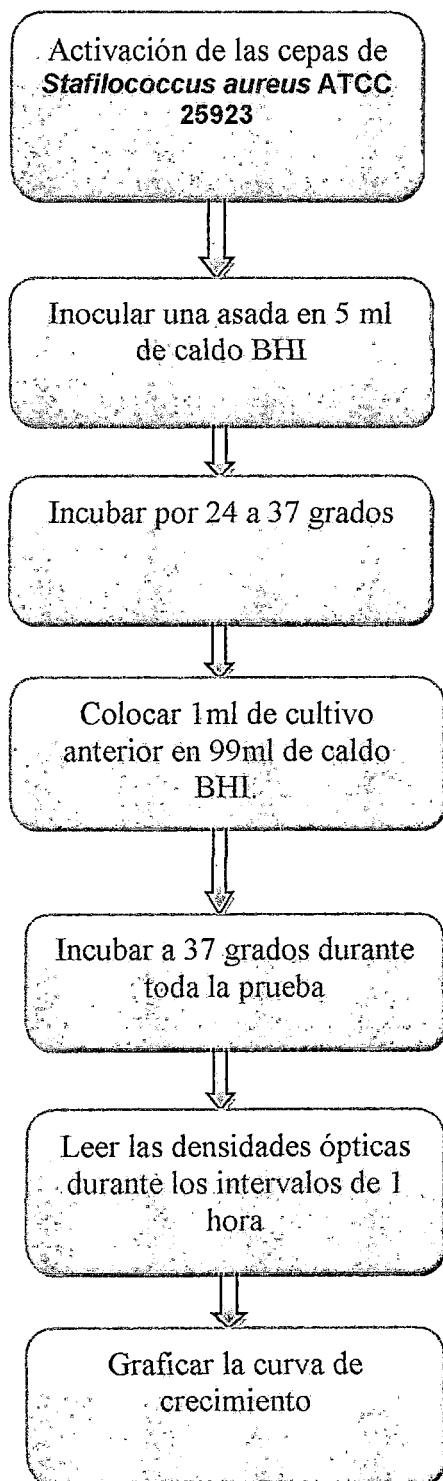 Activación de las cepas de
Stafilococcus aureus ATCC
25923
Inocular una asada en 5 ml
de caldo BHI
Incubar por 24 a 37 grados
Colocar 1ml de cultivo
anterior en 99ml de caldo
BHI.
Incubar a 37 grados durante
toda la prueba
Leer las densidades ópticas
durante los intervalos de 1
hora
Graficar la curva de
crecimiento